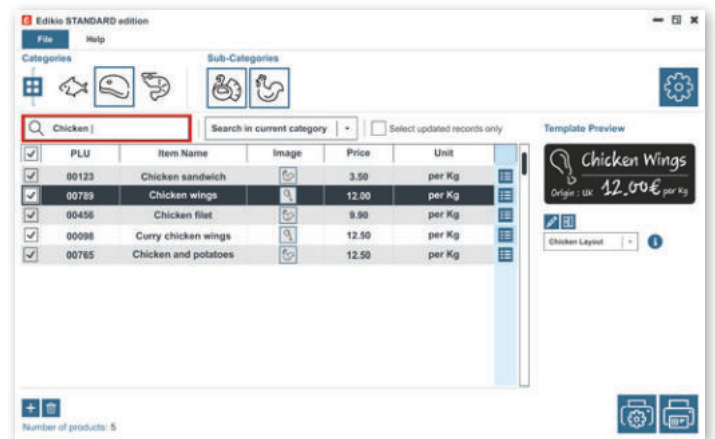 Edikio STANDARD edition
File Help
Categories Sub-Categories
Chicken | Search in current category Select updated records only Template Preview
PLU Item Name Image Price Unit
00123 Chicken sandwich 3.50 per Kg
00789 Chicken wings 12.00 per Kg
00456 Chicken filet 9.90 per Kg
00098 Curry chicken wings 12.50 per Kg
00765 Chicken and potatoes 12.50 per Kg
Chicken Wings
Origin : UK 12.00€ per Kg
Chicken Layout
Number of products: 5